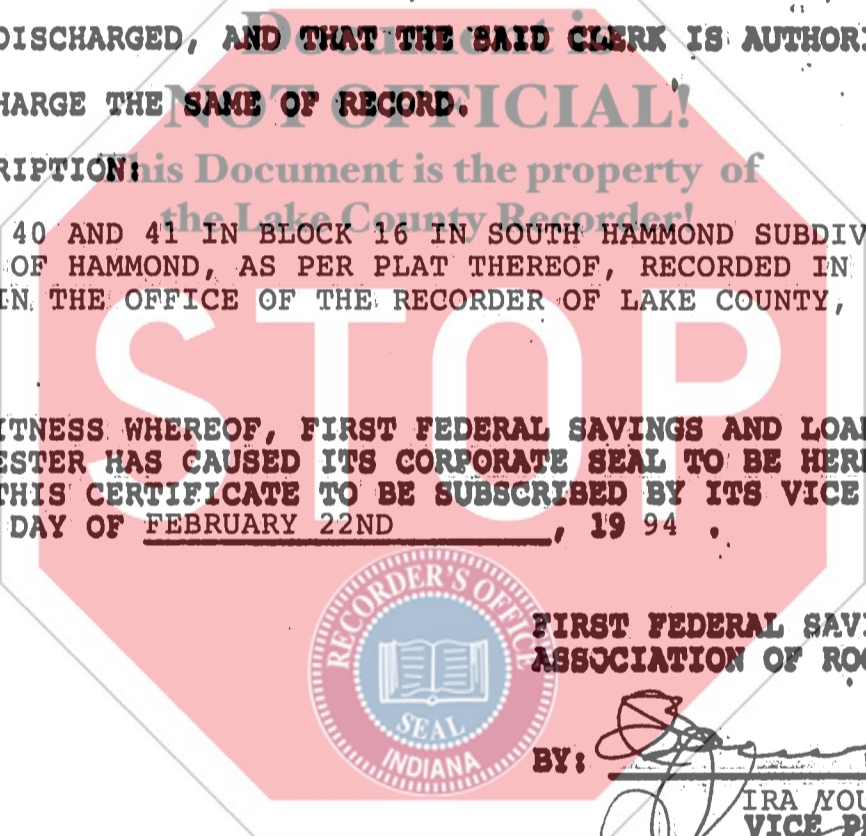 Document is
DISCHARGED, AND THAT THE SAID CLERK IS AUTHORI
NOT OFFICIAL!
HARGE THE SAME OF RECORD.
This Document is the property of
RIPTION:
the Lake County Recorder!
40 AND 41 IN BLOCK 16 IN SOUTH HAMMOND SUBDIV
OF HAMMOND, AS PER PLAT THEREOF, RECORDED IN
IN THE OFFICE OF THE RECORDER OF LAKE COUNTY,
STOP
ITNESS WHEREOF, FIRST FEDERAL SAVINGS AND LOA
ESTER HAS CAUSED ITS CORPORATE SEAL TO BE HER
THIS CERTIFICATE TO BE SUBSCRIBED BY ITS VICE
DAY OF FEBRUARY 22ND, 19 94.
RECORDER'S OFFICE
SEAL
INDIANA
FIRST FEDERAL SAVI
ASSOCIATION OF RO
BY:
IRA YOU
VICE P